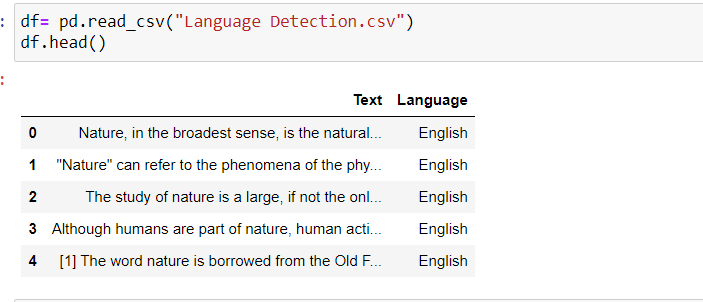 : df= pd.read_csv("Language Detection.csv")
df.head()
:
Text Language
0 Nature, in the broadest sense, is the natural... English
1 "Nature" can refer to the phenomena of the phy... English
2 The study of nature is a large, if not the onl... English
3 Although humans are part of nature, human acti... English
4 [1] The word nature is borrowed from the Old F... English